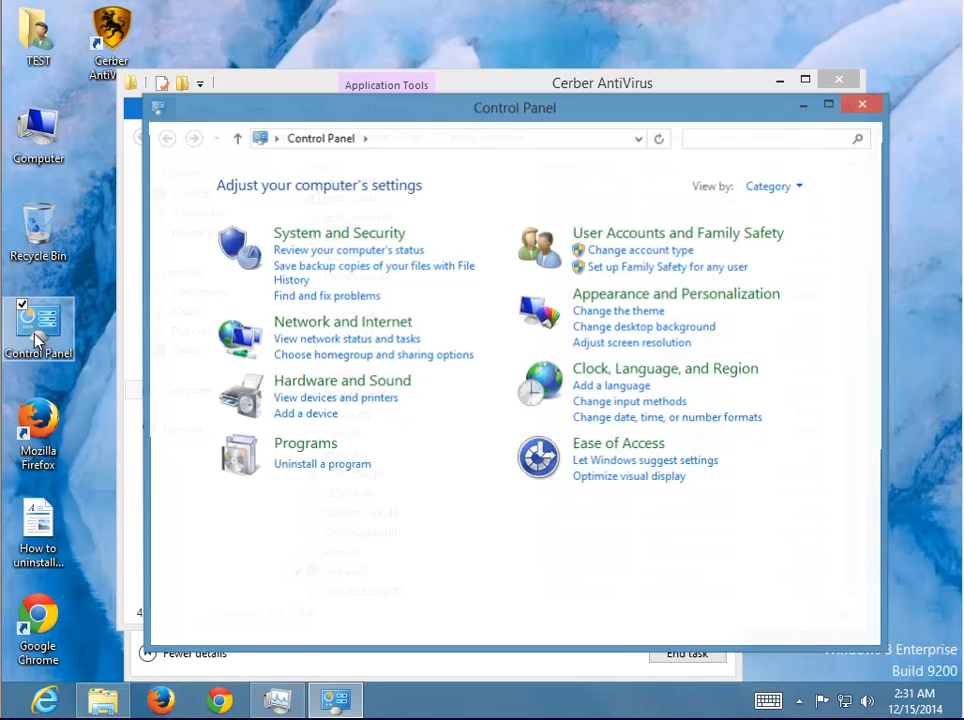 TEST
Cerber
AntiV
Computer
Recycle Bin
Control Panel
Mozilla
Firefox
How to
uninstall...
Google
Chrome
Application Tools
Cerber AntiVirus
Control Panel
Control Panel
Adjust your computer's settings
View by: Category
System and Security
Review your computer's status
Save backup copies of your files with File
History
Find and fix problems
Network and Internet
View network status and tasks
Choose homegroup and sharing options
Hardware and Sound
View devices and printers
Add a device
Programs
Uninstall a program
User Accounts and Family Safety
Change account type
Set up Family Safety for any user
Appearance and Personalization
Change the theme
Change desktop background
Adjust screen resolution
Clock, Language, and Region
Add a language
Change input methods
Change date, time, or number formats
Ease of Access
Let Windows suggest settings
Optimize visual display
4
Fewer details
End task
8 Enterprise
Build 9200
2:31 AM
12/15/2014